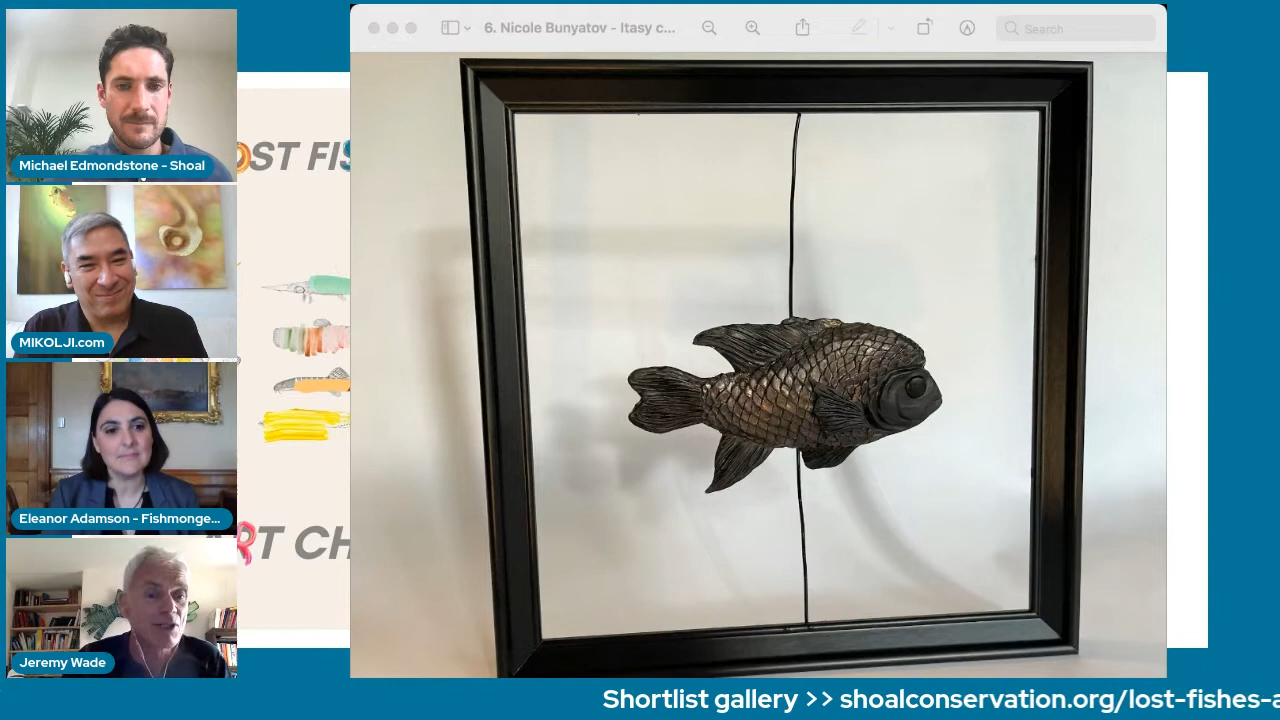 Michael Edmondstone - Shoal
MIKOLJI.com
Eleanor Adamson - Fishmonge...
Jeremy Wade
OST FIS
RT CH
6. Nicole Bunyatov - Itasy c...
Search
Shortlist gallery >> shoalconservation.org/lost-fishes-a